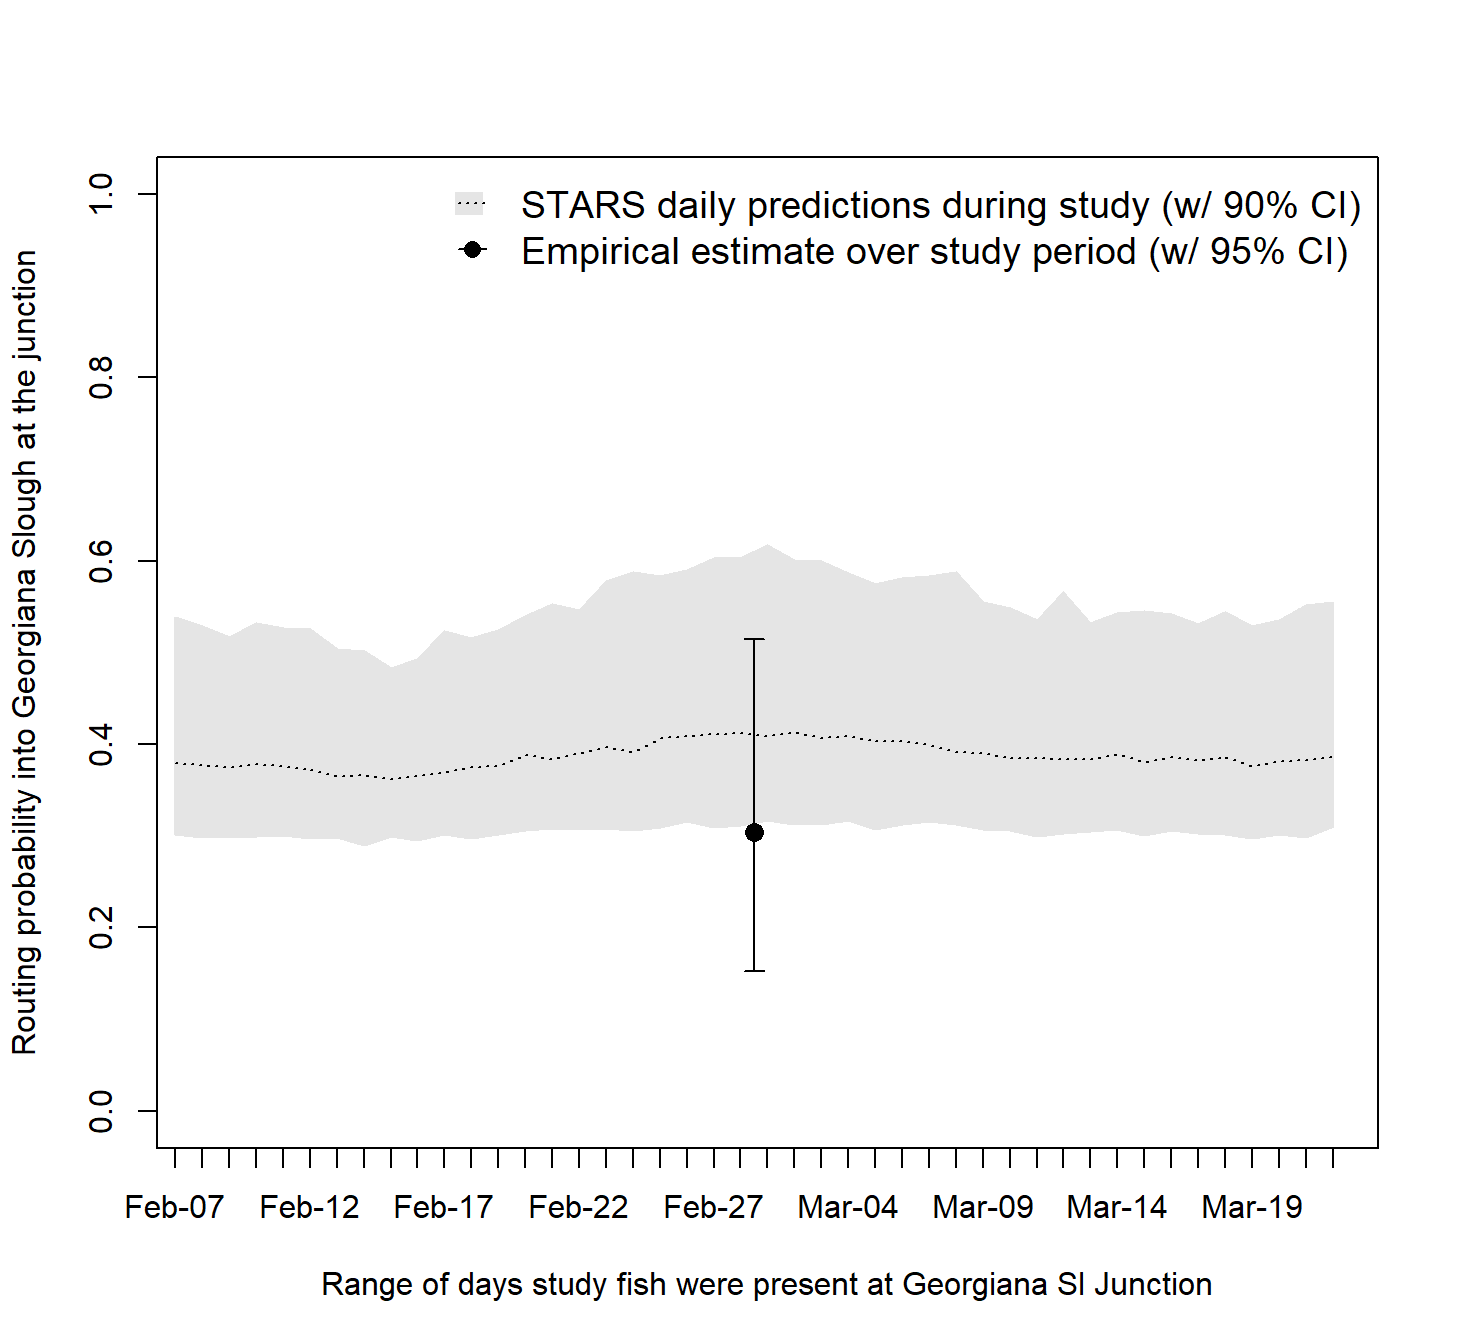 STARS daily predictions during study (w/ 90% CI)
Empirical estimate over study period (w/ 95% CI)
Routing probability into Georgiana Slough at the junction
1.0
0.8
0.6
0.4
0.2
0.0
Feb-07 Feb-12 Feb-17 Feb-22 Feb-27 Mar-04 Mar-09 Mar-14 Mar-19
Range of days study fish were present at Georgiana Sl Junction